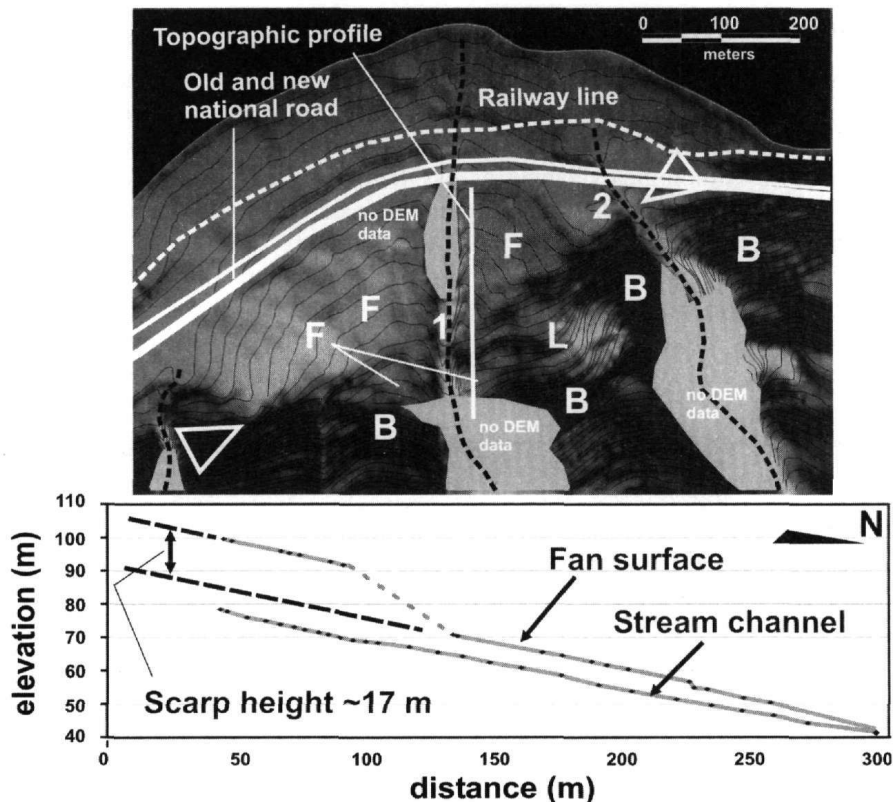 0 100 200
meters
Topographic profile
Old and new
national road
Railway line
no DEM
data
F
2
B
F
B
F
1
L
B
B
no DEM
data
no DEM
data
110
100
90
80
70
60
50
40
elevation (m)
N
Fan surface
Stream channel
Scarp height ~17 m
0 50 100 150 200 250 300
distance (m)